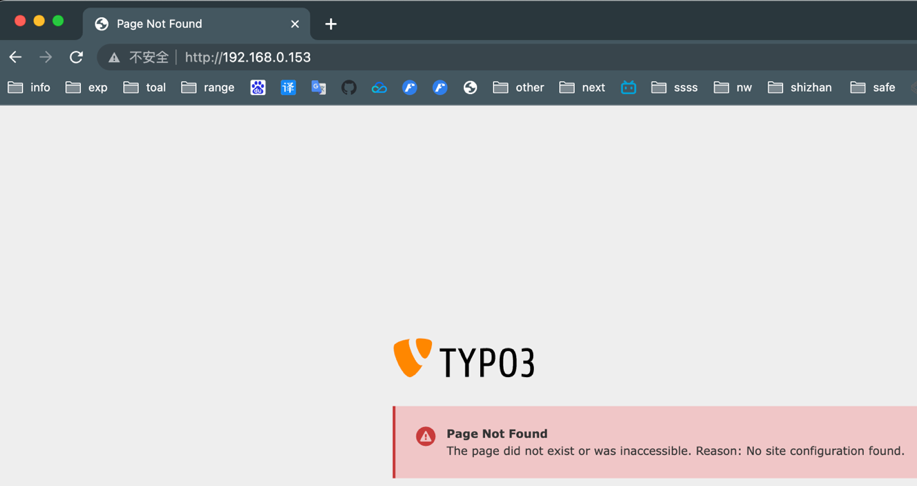 Page Not Found
不安全 http://192.168.0.153
info exp toal range 译 other next ssss nw shizhan safe
TYPO3
Page Not Found
The page did not exist or was inaccessible. Reason: No site configuration found.